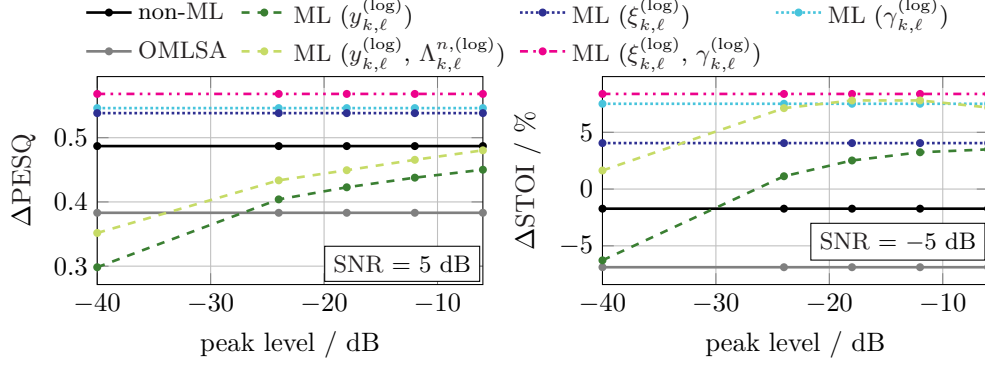 non-ML ML (y_{k,ℓ}^{(log)}) ML (ξ_{k,ℓ}^{(log)}) ML (γ_{k,ℓ}^{(log)})
OMLSA ML (y_{k,ℓ}^{(log)}, Λ_{k,ℓ}^{n,(log)}) ML (ξ_{k,ℓ}^{(log)}, γ_{k,ℓ}^{(log)})
ΔPESQ
0.5
0.4
0.3
SNR = 5 dB
−40 −30 −20 −10
peak level / dB
ΔSTOI / %
5
0
−5
SNR = −5 dB
−40 −30 −20 −10
peak level / dB